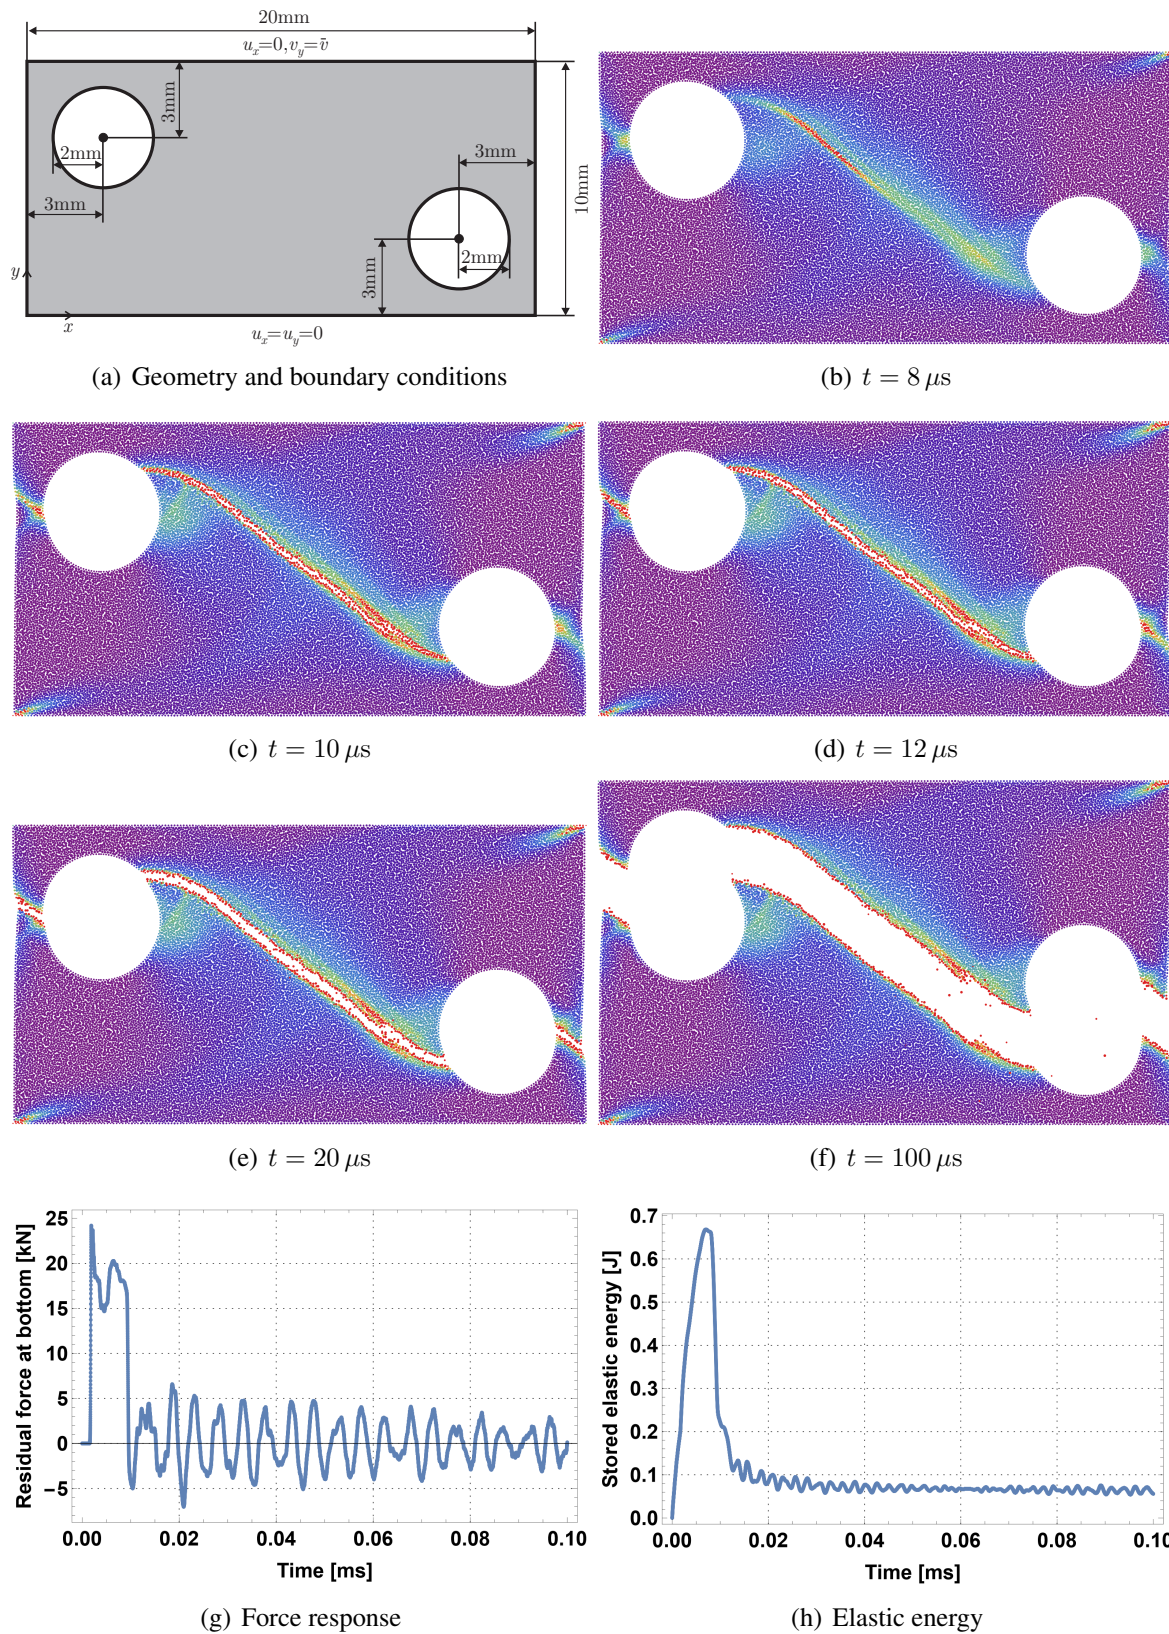 20mm
uₓ=0, v_y=v̄
3mm
2mm
3mm
3mm
10mm
2mm
3mm
y
x
uₓ=u_y=0
(a) Geometry and boundary conditions
(b) t = 8 μs
(c) t = 10 μs
(d) t = 12 μs
(e) t = 20 μs
(f) t = 100 μs
Residual force at bottom [kN]
25
20
15
10
5
0
−5
0.00 0.02 0.04 0.06 0.08 0.10
Time [ms]
(g) Force response
Stored elastic energy [J]
0.7
0.6
0.5
0.4
0.3
0.2
0.1
0.0
0.00 0.02 0.04 0.06 0.08 0.10
Time [ms]
(h) Elastic energy